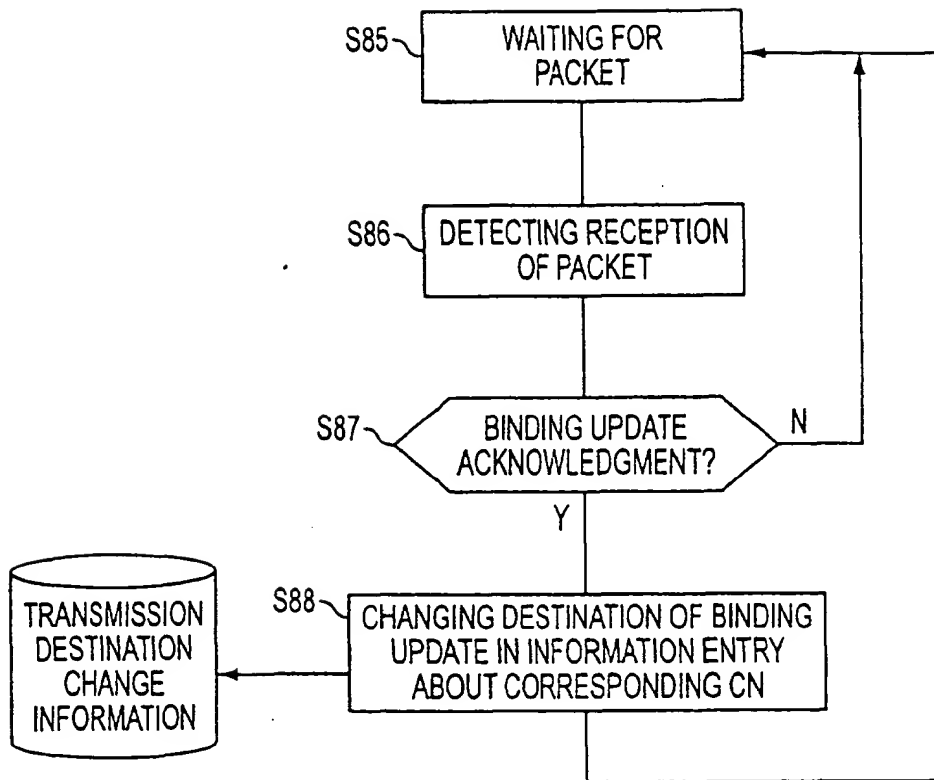 S85
WAITING FOR
PACKET
S86
DETECTING RECEPTION
OF PACKET
S87
BINDING UPDATE
ACKNOWLEDGMENT?
N
Y
TRANSMISSION
DESTINATION
CHANGE
INFORMATION
S88
CHANGING DESTINATION OF BINDING
UPDATE IN INFORMATION ENTRY
ABOUT CORRESPONDING CN